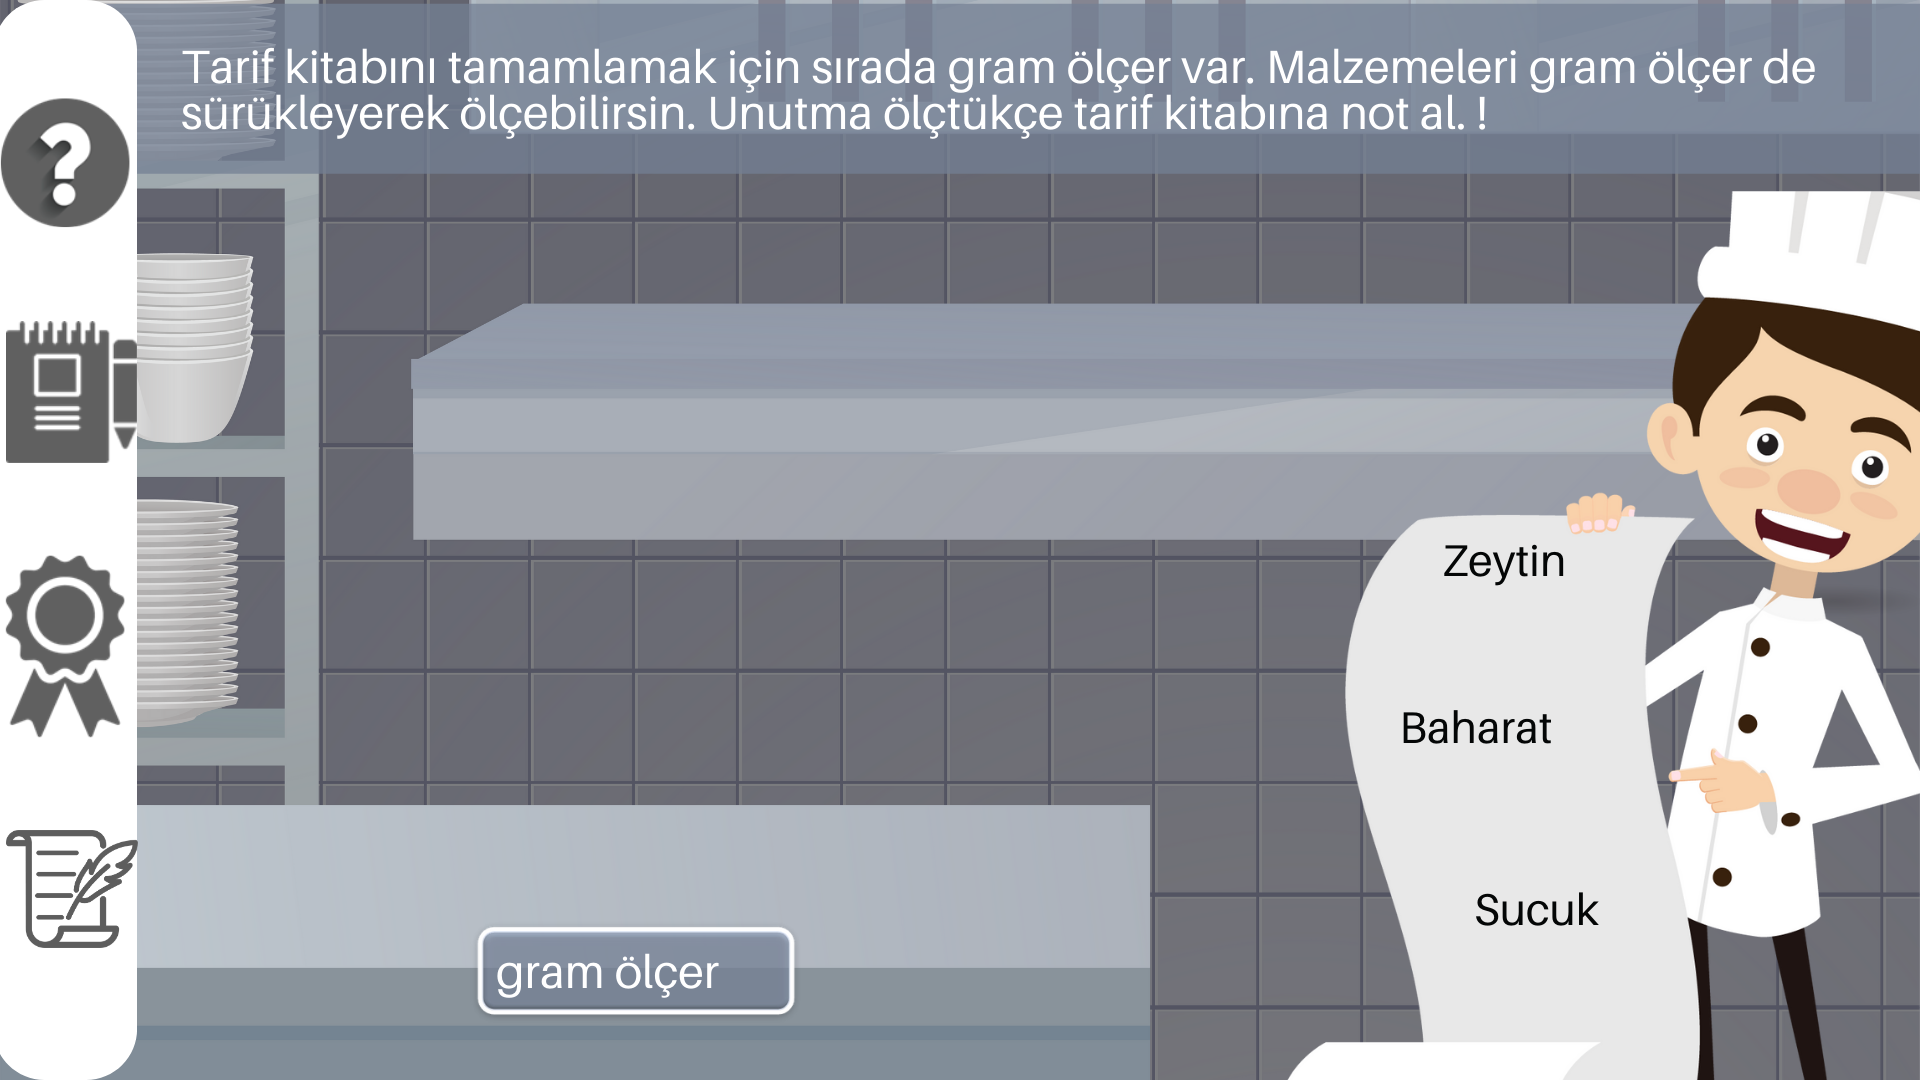 Tarif kitabını tamamlamak için sırada gram ölçer var. Malzemeleri gram ölçer de
sürükleyerek ölçebilirsin. Unutma ölçtükçe tarif kitabına not al. !
Zeytin
Baharat
Sucuk
gram ölçer